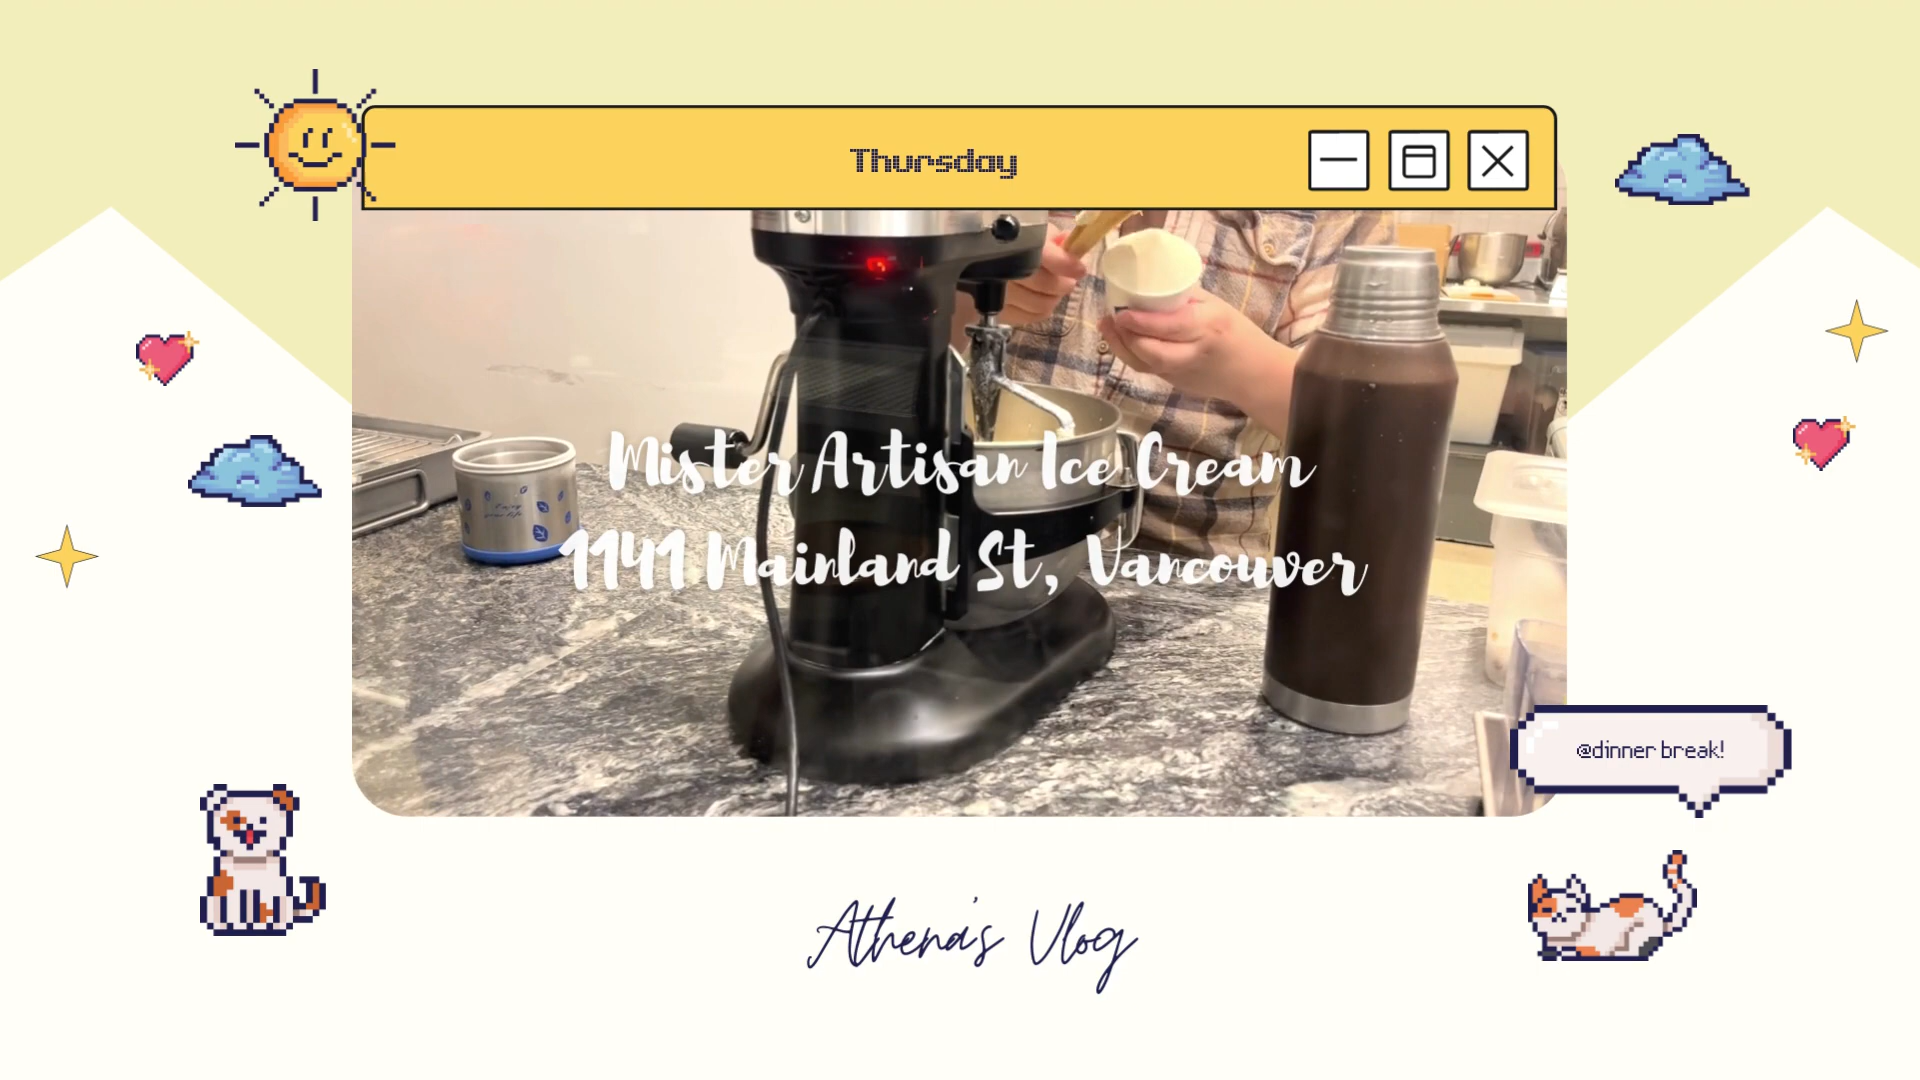 Thursday
Mister Artisan Ice Cream
1141 Mainland St, Vancouver
@dinner break!
Athena's Vlog